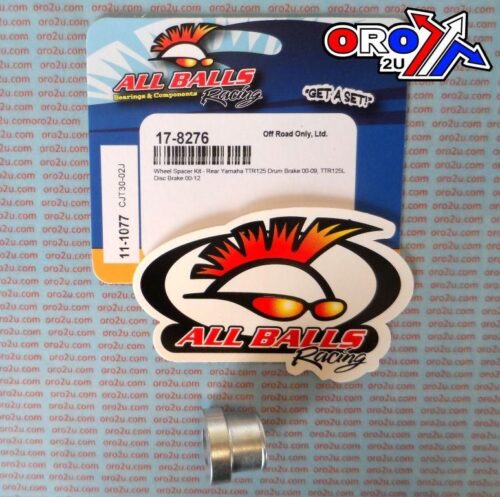 ORO
2U
ALL BALLS
Bearings & Components
Racing
"GET A SET!"
17-8276
Off Road Only, Ltd.
Wheel Spacer Kit - Rear Yamaha TTR125 Drum Brake 00-09, TTR125L
Disc Brake 00-12
11-1077
CJT30-02J
ALL BALLS
Racing
oro2u.com